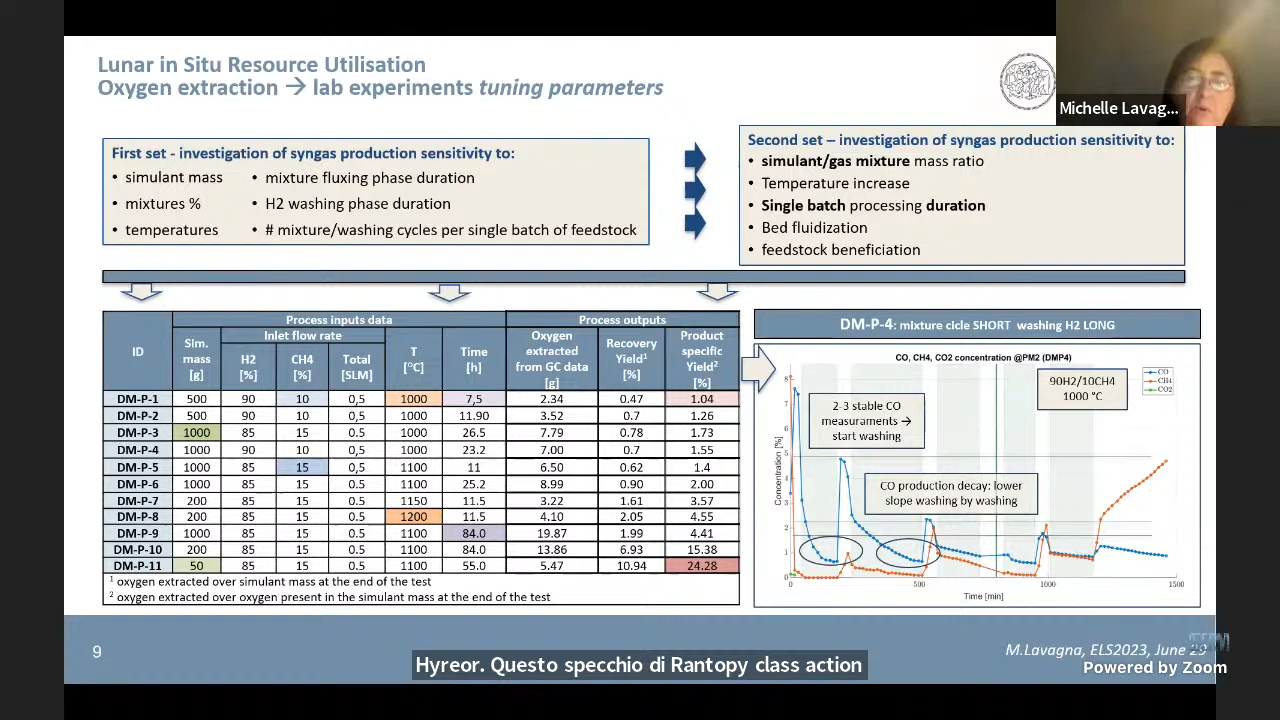 Lunar in Situ Resource Utilisation
Oxygen extraction → lab experiments tuning parameters
Michelle Lavag...
First set - investigation of syngas production sensitivity to:
• simulant mass • mixture fluxing phase duration
• mixtures % • H2 washing phase duration
• temperatures • # mixture/washing cycles per single batch of feedstock
Second set – investigation of syngas production sensitivity to:
• simulant/gas mixture mass ratio
• Temperature increase
• Single batch processing duration
• Bed fluidization
• feedstock beneficiation
Process inputs data Process outputs
ID Sim. mass [g] Inlet flow rate H2 [%] CH4 [%] Total [SLM] T [°C] Time [h] Oxygen extracted from GC data [g] Recovery Yield¹ [%] Product specific Yield² [%]
DM-P-1 500 90 10 0,5 1000 7,5 2.34 0.47 1.04
DM-P-2 500 90 10 0,5 1000 11.90 3.52 0.7 1.26
DM-P-3 1000 85 15 0.5 1000 26.5 7.79 0.78 1.73
DM-P-4 1000 90 10 0,5 1000 23.2 7.00 0.7 1.55
DM-P-5 1000 85 15 0,5 1100 11 6.50 0.62 1.4
DM-P-6 1000 85 15 0.5 1100 25.2 8.99 0.90 2.00
DM-P-7 200 85 15 0.5 1150 11.5 3.22 1.61 3.57
DM-P-8 200 85 15 0.5 1200 11.5 4.10 2.05 4.55
DM-P-9 1000 85 15 0.5 1100 84.0 19.87 1.99 4.41
DM-P-10 200 85 15 0.5 1100 84.0 13.86 6.93 15.38
DM-P-11 50 85 15 0.5 1100 55.0 5.47 10.94 24.28
¹ oxygen extracted over simulant mass at the end of the test
² oxygen extracted over oxygen present in the simulant mass at the end of the test
DM-P-4: mixture cicle SHORT washing H2 LONG
CO, CH4, CO2 concentration @PM2 (DMP4)
CO
CH4
CO2
90H2/10CH4
1000 °C
2-3 stable CO
measuraments →
start washing
CO production decay: lower
slope washing by washing
Concentration [%]
8
7
6
5
4
3
2
1
0
0 500 1000 1500
Time [min]
9
M.Lavagna, ELS2023, June 29
Powered by Zoom
Hyreor. Questo specchio di Rantopy class action